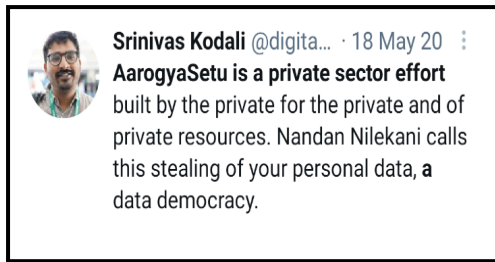 Srinivas Kodali @digita... · 18 May 20
AarogyaSetu is a private sector effort
built by the private for the private and of
private resources. Nandan Nilekani calls
this stealing of your personal data, a
data democracy.